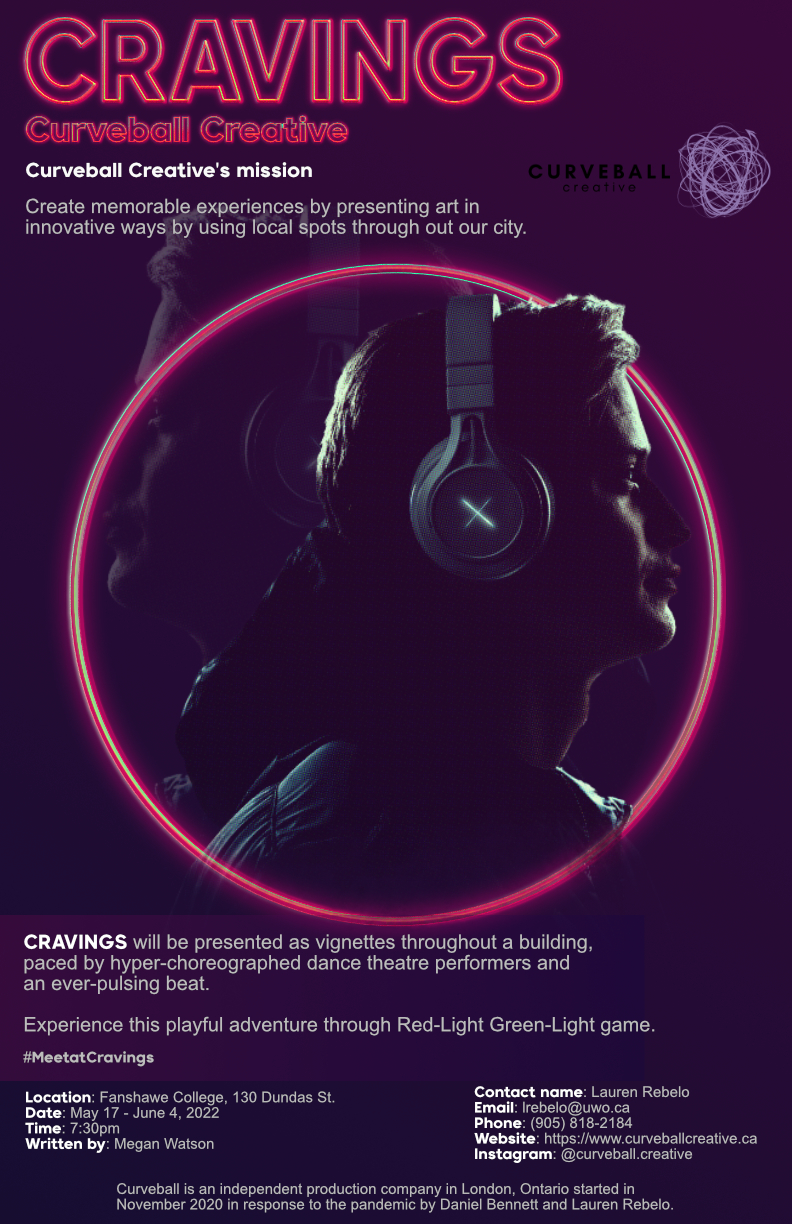 CRAVINGS
Curveball Creative
Curveball Creative's mission
Create memorable experiences by presenting art in
innovative ways by using local spots through out our city.
CURVEBALL
creative
CRAVINGS will be presented as vignettes throughout a building,
paced by hyper-choreographed dance theatre performers and
an ever-pulsing beat.
Experience this playful adventure through Red-Light Green-Light game.
#MeetatCravings
Location: Fanshawe College, 130 Dundas St.
Date: May 17 - June 4, 2022
Time: 7:30pm
Written by: Megan Watson
Contact name: Lauren Rebelo
Email: lrebelo@uwo.ca
Phone: (905) 818-2184
Website: https://www.curveballcreative.ca
Instagram: @curveball.creative
Curveball is an independent production company in London, Ontario started in
November 2020 in response to the pandemic by Daniel Bennett and Lauren Rebelo.